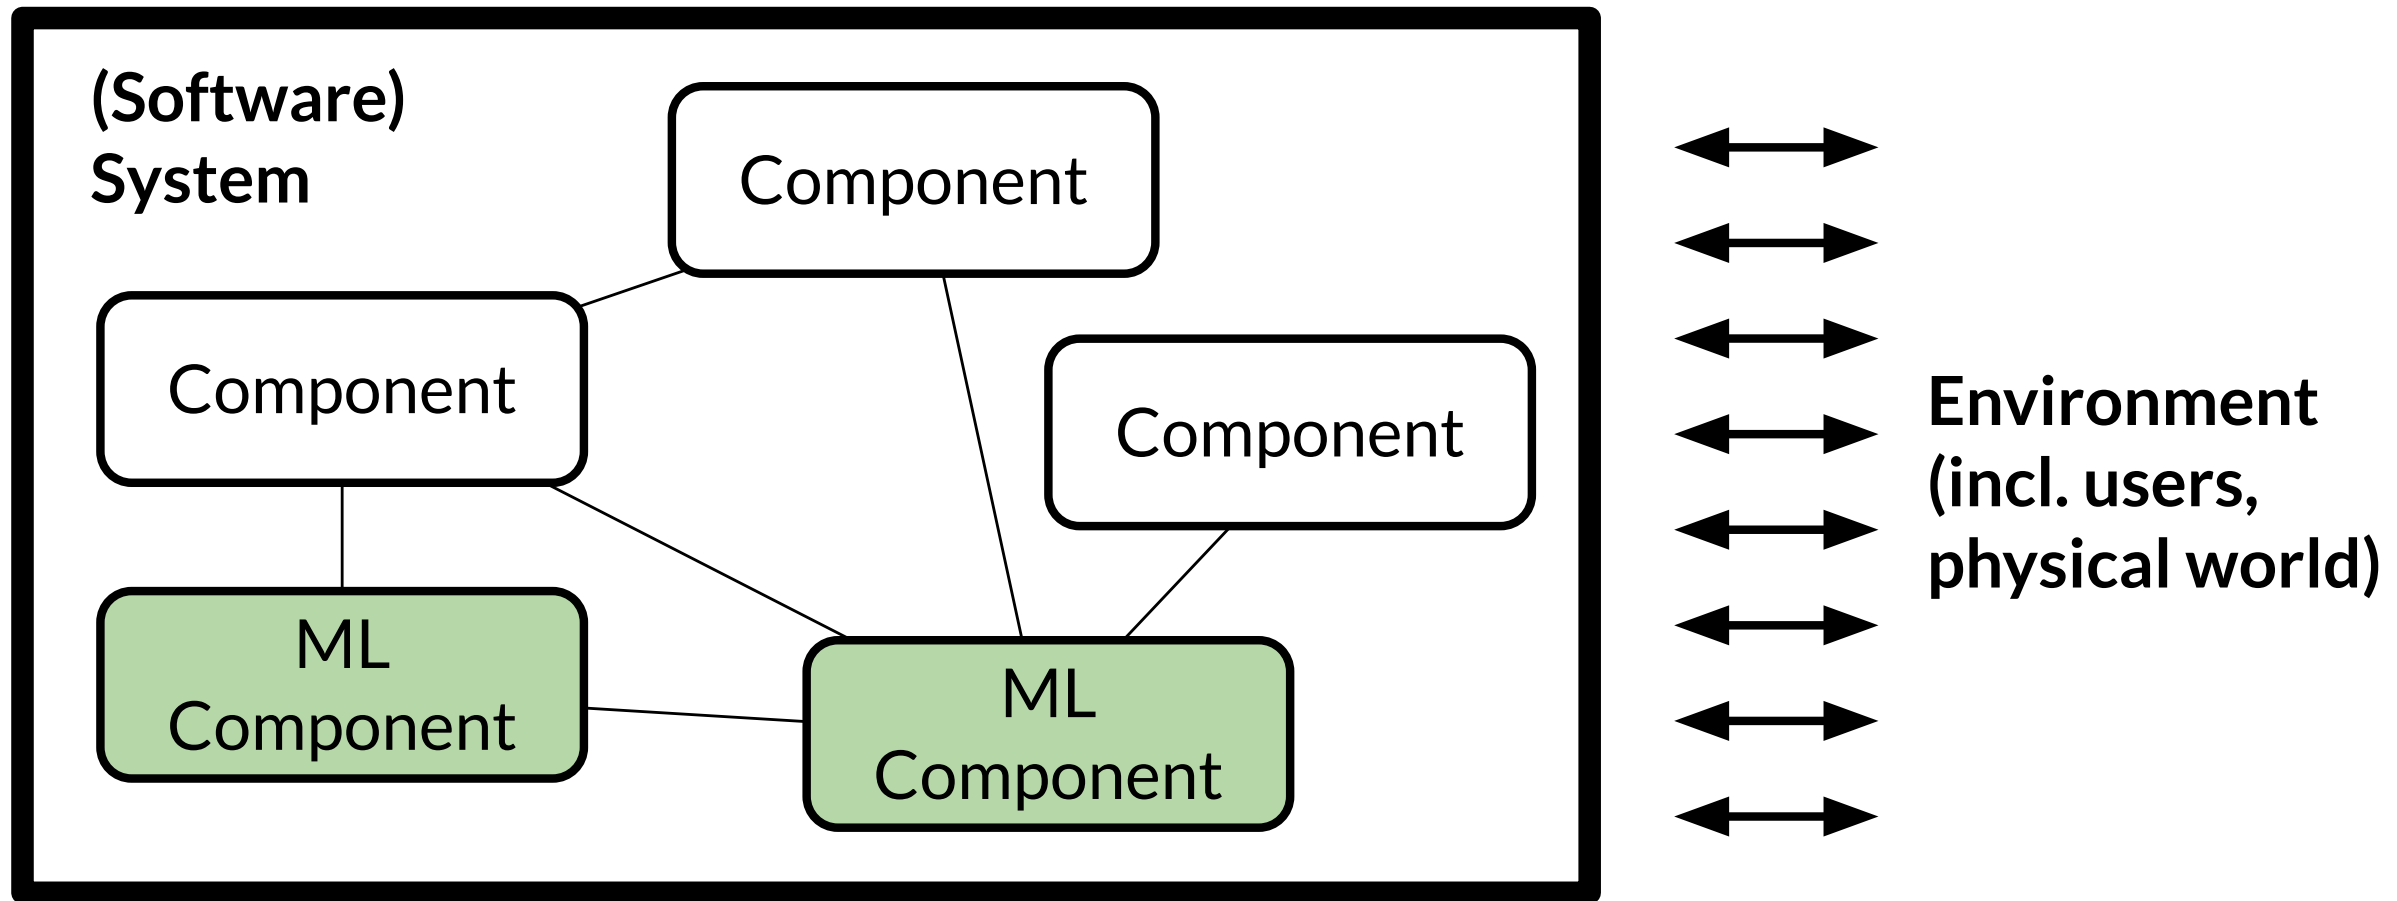 (Software)
System
Component
Component
Component
ML
Component
ML
Component
Environment
(incl. users,
physical world)